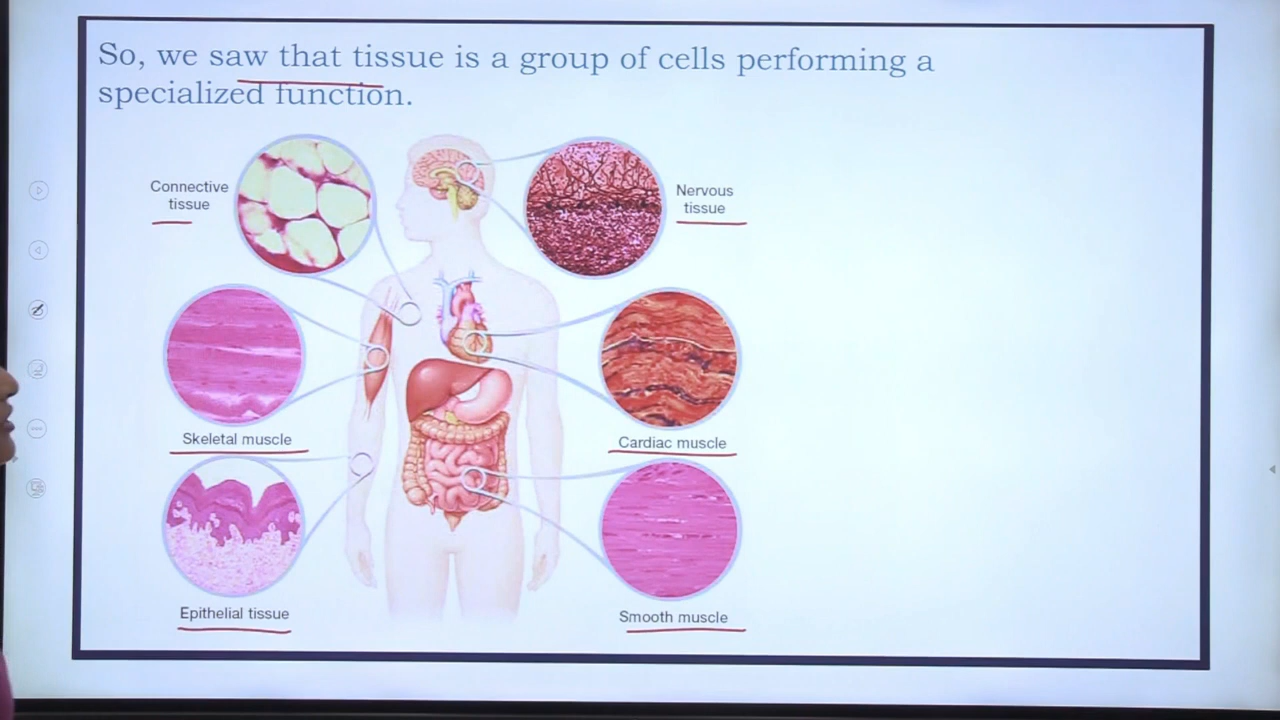 So, we saw that tissue is a group of cells performing a
specialized function.
Connective
tissue
Nervous
tissue
Skeletal muscle
Cardiac muscle
Epithelial tissue
Smooth muscle